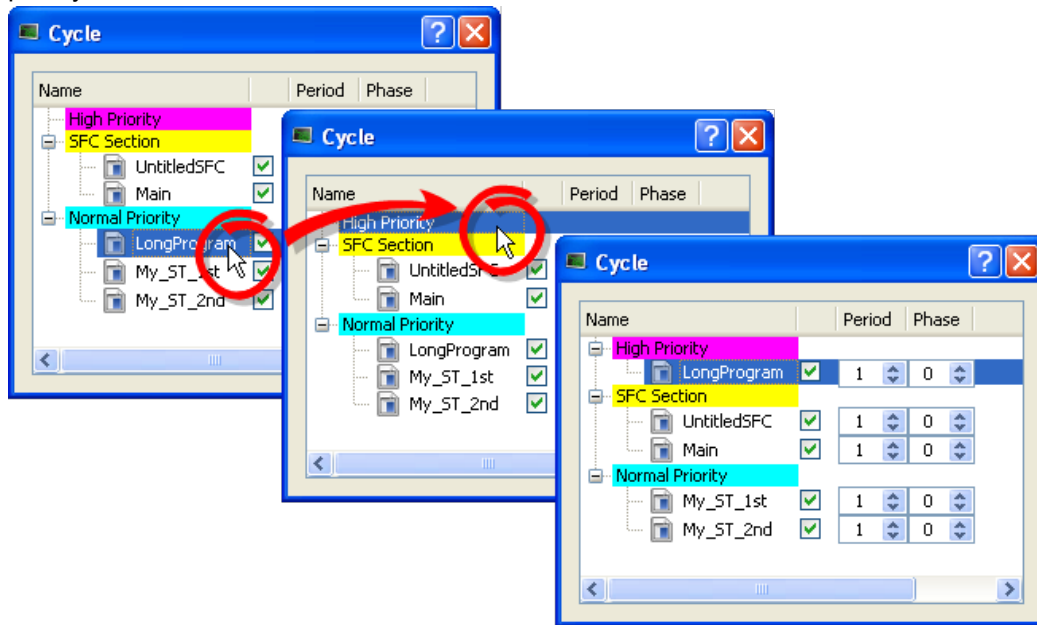 Cycle
Name Period Phase
High Priority
SFC Section
UntitledSFC
Main
Normal Priority
LongProgram
My_ST_1st
My_ST_2nd
Cycle
Name Period Phase
High Priority
SFC Section
UntitledSFC
Main
Normal Priority
LongProgram
My_ST_1st
My_ST_2nd
Cycle
Name Period Phase
High Priority
LongProgram 1 0
SFC Section
UntitledSFC 1 0
Main 1 0
Normal Priority
My_ST_1st 1 0
My_ST_2nd 1 0